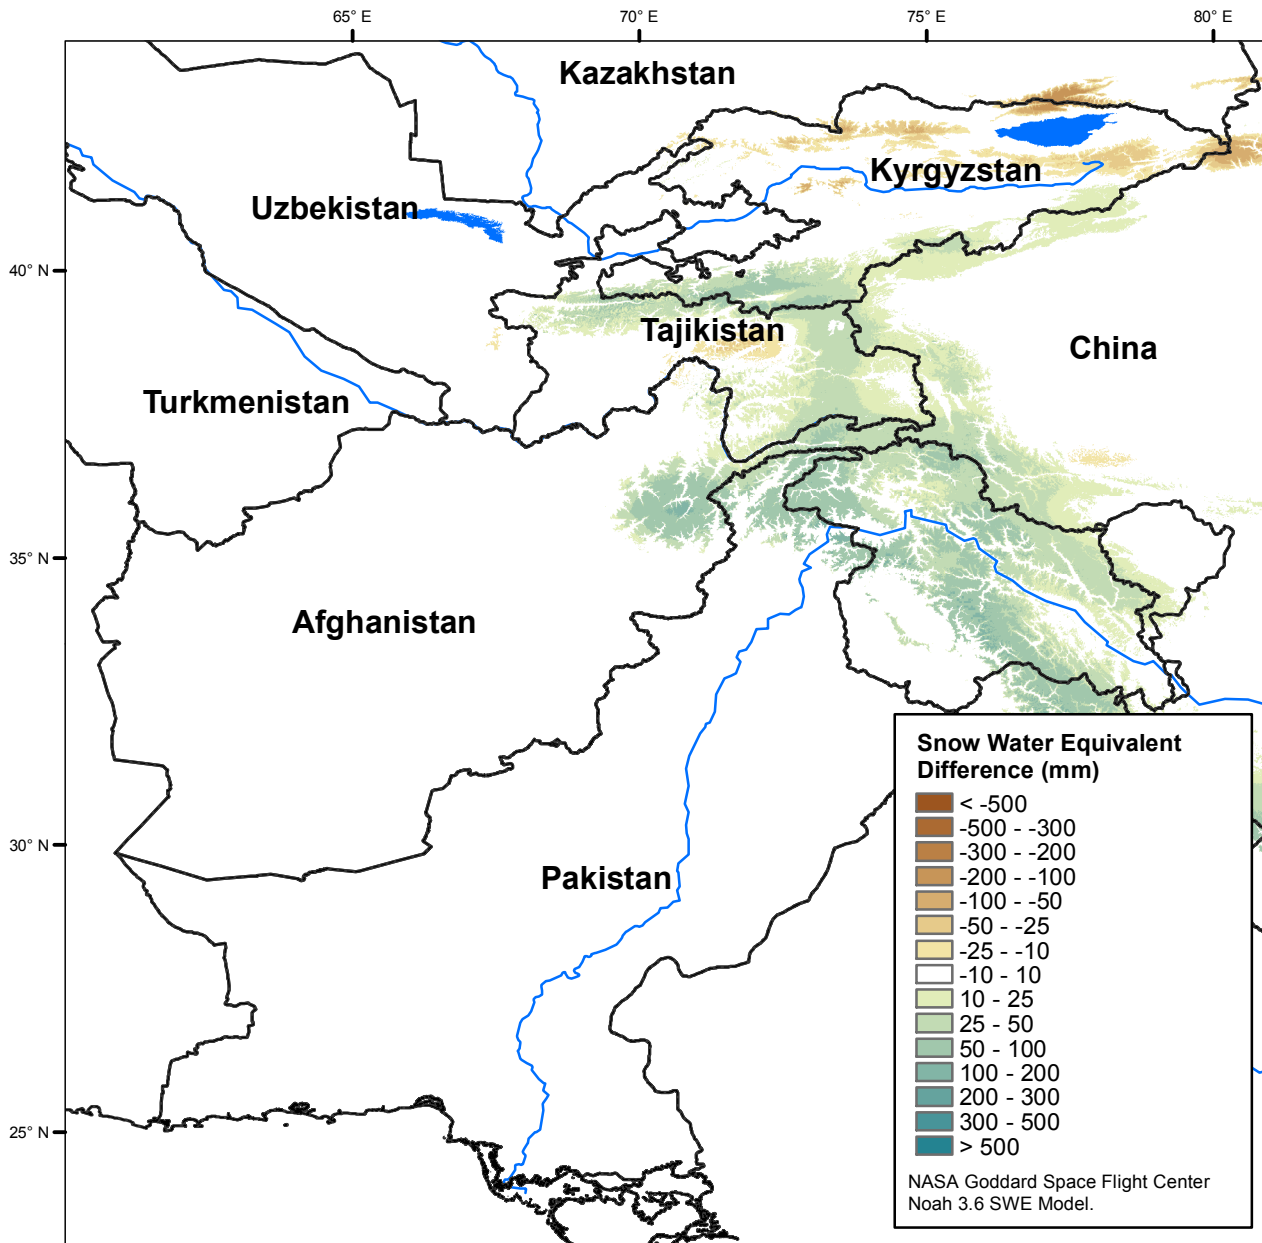 65° E
70° E
75° E
80° E
Kazakhstan
Kyrgyzstan
Uzbekistan
40° N
Tajikistan
China
Turkmenistan
35° N
Afghanistan
30° N
Pakistan
25° N
Snow Water Equivalent
Difference (mm)
< -500
-500 - -300
-300 - -200
-200 - -100
-100 - -50
-50 - -25
-25 - -10
-10 - 10
10 - 25
25 - 50
50 - 100
100 - 200
200 - 300
300 - 500
> 500
NASA Goddard Space Flight Center
Noah 3.6 SWE Model.